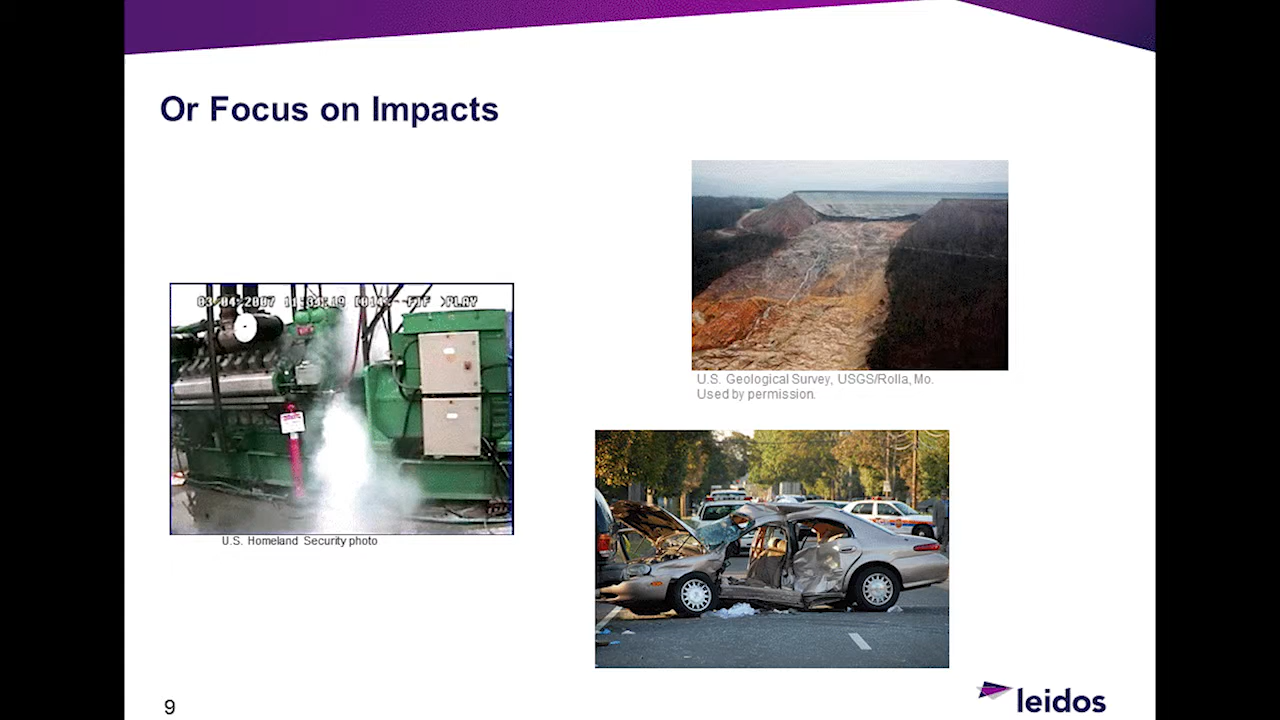 Or Focus on Impacts
03/04/2007
>PLAY
U.S. Homeland Security photo
U.S. Geological Survey, USGS/Rolla, Mo.
Used by permission.
9
leidos